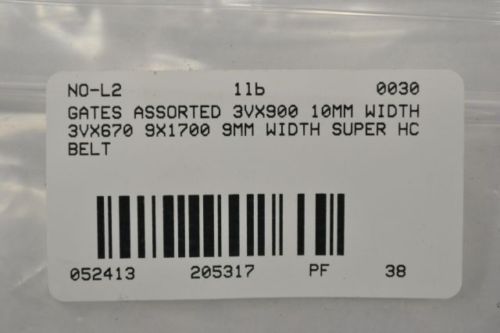 NO-L2 1lb 0030
GATES ASSORTED 3VX900 10MM WIDTH
3VX670 9X1700 9MM WIDTH SUPER HC
BELT
052413 205317 PF 38